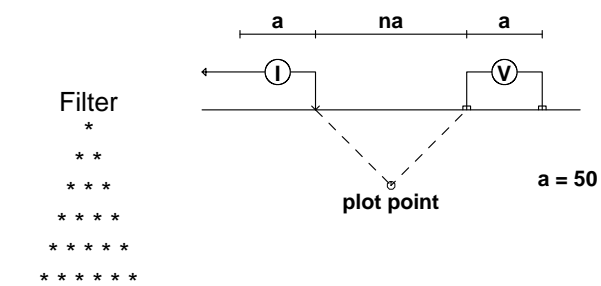 a na a
I V
Filter
*
* *
* * *
* * * *
* * * * *
* * * * * *
a = 50
plot point